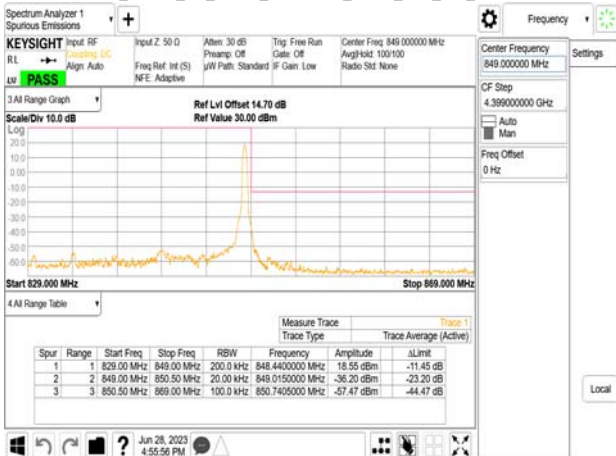 Spectrum Analyzer 1
Spurious Emissions
+
Frequency
KEYSIGHT Input: RF Input Z: 50 Ω Atten: 30 dB Trig: Free Run Center Freq: 849.000000 MHz
RL Coupling: DC Preamp: Off Gate: Off Avg|Hold: 100/100
Align: Auto Freq Ref: Int (S) µW Path: Standard IF Gain: Low Radio Std: None
LV PASS NFE: Adaptive
Center Frequency
849.000000 MHz
Settings
CF Step
4.399000000 GHz
Auto
Man
Freq Offset
0 Hz
Local
3 All Range Graph
Ref Lvl Offset 14.70 dB
Scale/Div 10.0 dB Ref Value 30.00 dBm
Log
20.0
10.0
0.00
-10.0
-20.0
-30.0
-40.0
-50.0
-60.0
Start 829.000 MHz Stop 869.000 MHz
4 All Range Table
Measure Trace Trace 1
Trace Type Trace Average (Active)
Spur Range Start Freq Stop Freq RBW Frequency Amplitude ΔLimit
1 1 829.00 MHz 849.00 MHz 200.0 kHz 848.4400000 MHz 18.55 dBm -11.45 dB
2 2 849.00 MHz 850.50 MHz 20.00 kHz 849.0150000 MHz -36.20 dBm -23.20 dB
3 3 850.50 MHz 869.00 MHz 100.0 kHz 850.7405000 MHz -57.47 dBm -44.47 dB
? Jun 28, 2023
4:55:56 PM